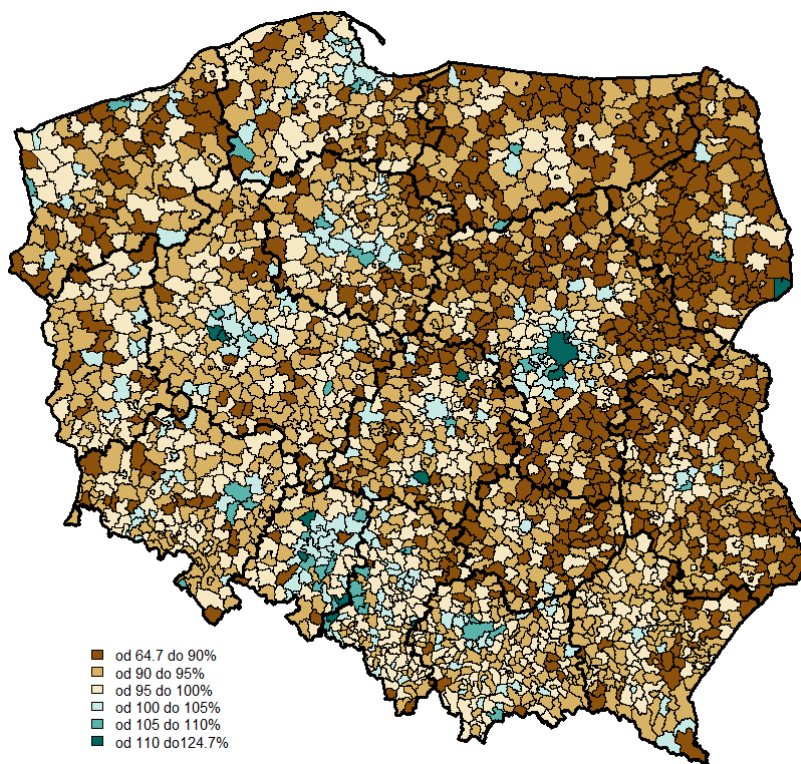 od 64.7 do 90%
od 90 do 95%
od 95 do 100%
od 100 do 105%
od 105 do 110%
od 110 do124.7%